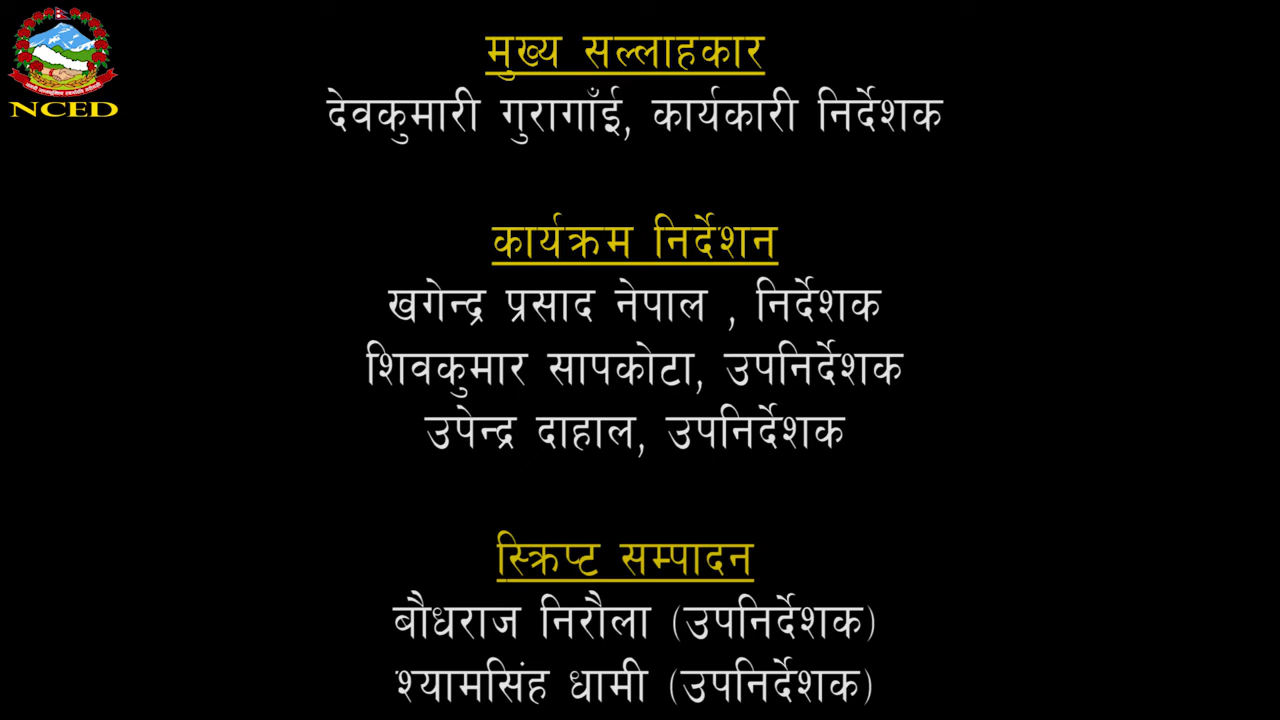 NCED
मुख्य सल्लाहकार
देवकुमारी गुरागाँई, कार्यकारी निर्देशक
कार्यक्रम निर्देशन
खगेन्द्र प्रसाद नेपाल , निर्देशक
शिवकुमार सापकोटा, उपनिर्देशक
उपेन्द्र दाहाल, उपनिर्देशक
स्क्रिप्ट सम्पादन
बौधराज निरौला (उपनिर्देशक)
श्यामसिंह धामी (उपनिर्देशक)